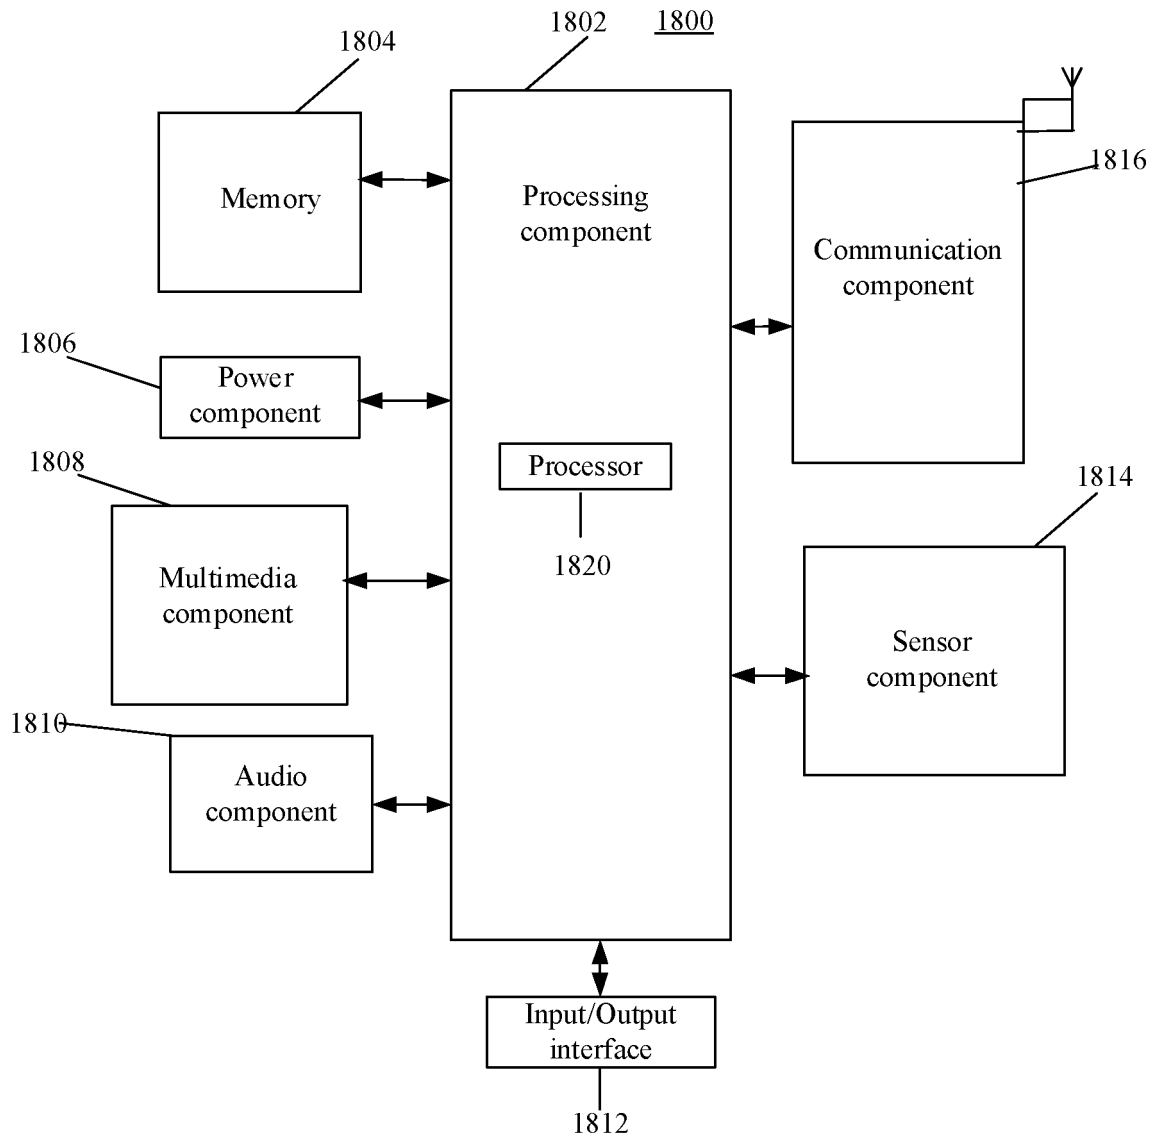 1800
1802
1804
Memory
Processing
component
1816
Communication
component
1806
Power
component
1808
Processor
1820
1814
Multimedia
component
Sensor
component
1810
Audio
component
Input/Output
interface
1812